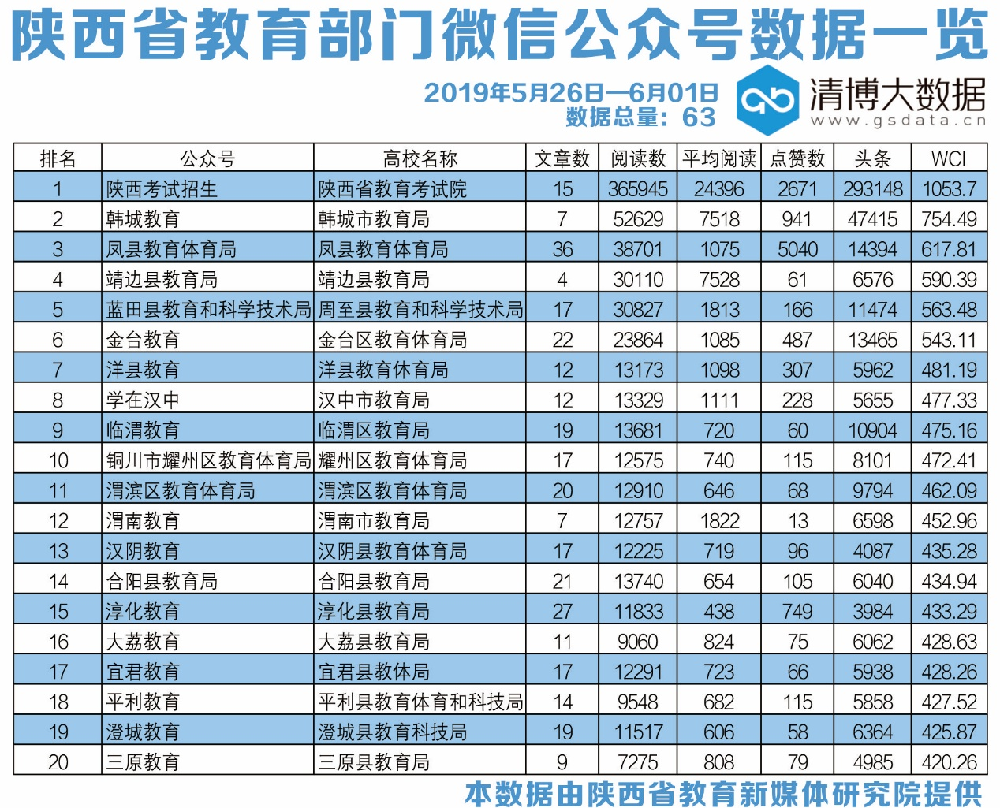 陕西省教育部门微信公众号数据一览
2019年5月26日—6月01日
数据总量：63
清博大数据
www.gsdata.cn
排名 公众号 高校名称 文章数 阅读数 平均阅读 点赞数 头条 WCI
1 陕西考试招生 陕西省教育考试院 15 365945 24396 2671 293148 1053.7
2 韩城教育 韩城市教育局 7 52629 7518 941 47415 754.49
3 凤县教育体育局 凤县教育体育局 36 38701 1075 5040 14394 617.81
4 靖边县教育局 靖边县教育局 4 30110 7528 61 6576 590.39
5 蓝田县教育和科学技术局 周至县教育和科学技术局 17 30827 1813 166 11474 563.48
6 金台教育 金台区教育体育局 22 23864 1085 487 13465 543.11
7 洋县教育 洋县教育体育局 12 13173 1098 307 5962 481.19
8 学在汉中 汉中市教育局 12 13329 1111 228 5655 477.33
9 临渭教育 临渭区教育局 19 13681 720 60 10904 475.16
10 铜川市耀州区教育体育局 耀州区教育体育局 17 12575 740 115 8101 472.41
11 渭滨区教育体育局 渭滨区教育体育局 20 12910 646 68 9794 462.09
12 渭南教育 渭南市教育局 7 12757 1822 13 6598 452.96
13 汉阴教育 汉阴县教育体育局 17 12225 719 96 4087 435.28
14 合阳县教育局 合阳县教育局 21 13740 654 105 6040 434.94
15 淳化教育 淳化县教育局 27 11833 438 749 3984 433.29
16 大荔教育 大荔县教育局 11 9060 824 75 6062 428.63
17 宜君教育 宜君县教体局 17 12291 723 66 5938 428.26
18 平利教育 平利县教育体育和科技局 14 9548 682 115 5858 427.52
19 澄城教育 澄城县教育科技局 19 11517 606 58 6364 425.87
20 三原教育 三原县教育局 9 7275 808 79 4985 420.26
本数据由陕西省教育新媒体研究院提供